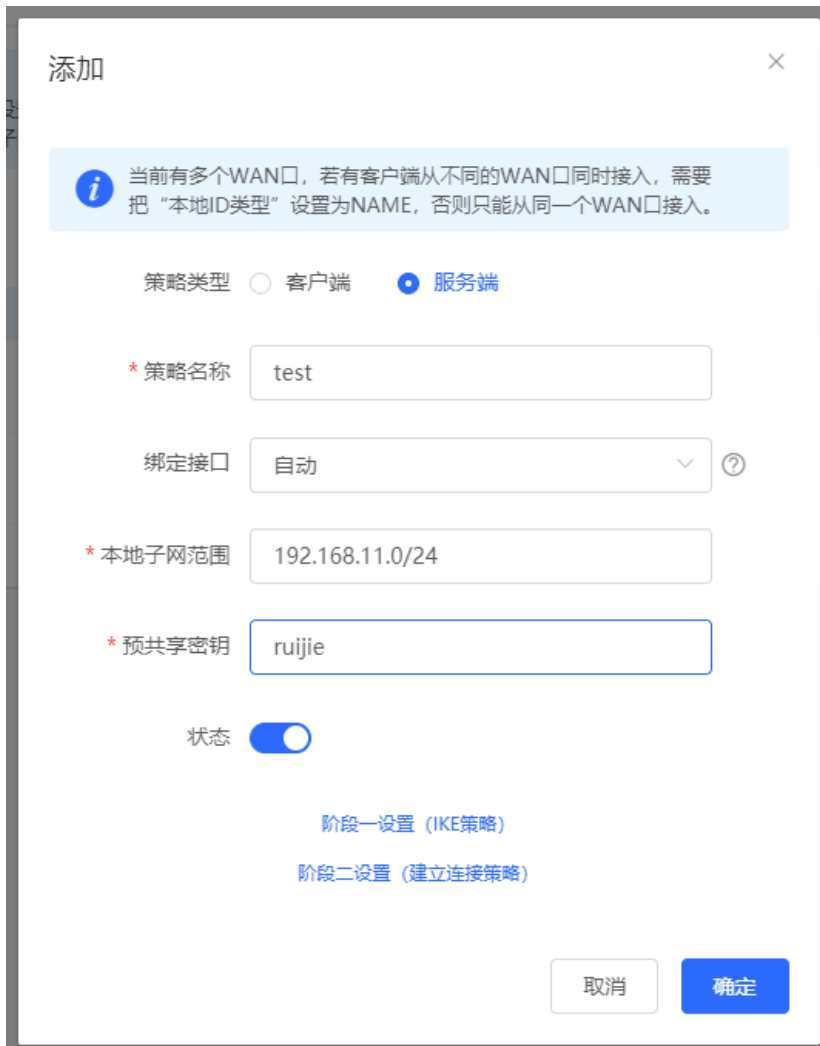 添加
当前有多个WAN口，若有客户端从不同的WAN口同时接入，需要
把“本地ID类型”设置为NAME，否则只能从同一个WAN口接入。
策略类型 客户端 服务端
* 策略名称 test
绑定接口 自动
* 本地子网范围 192.168.11.0/24
* 预共享密钥 ruijie
状态
阶段一设置（IKE策略）
阶段二设置（建立连接策略）
取消 确定